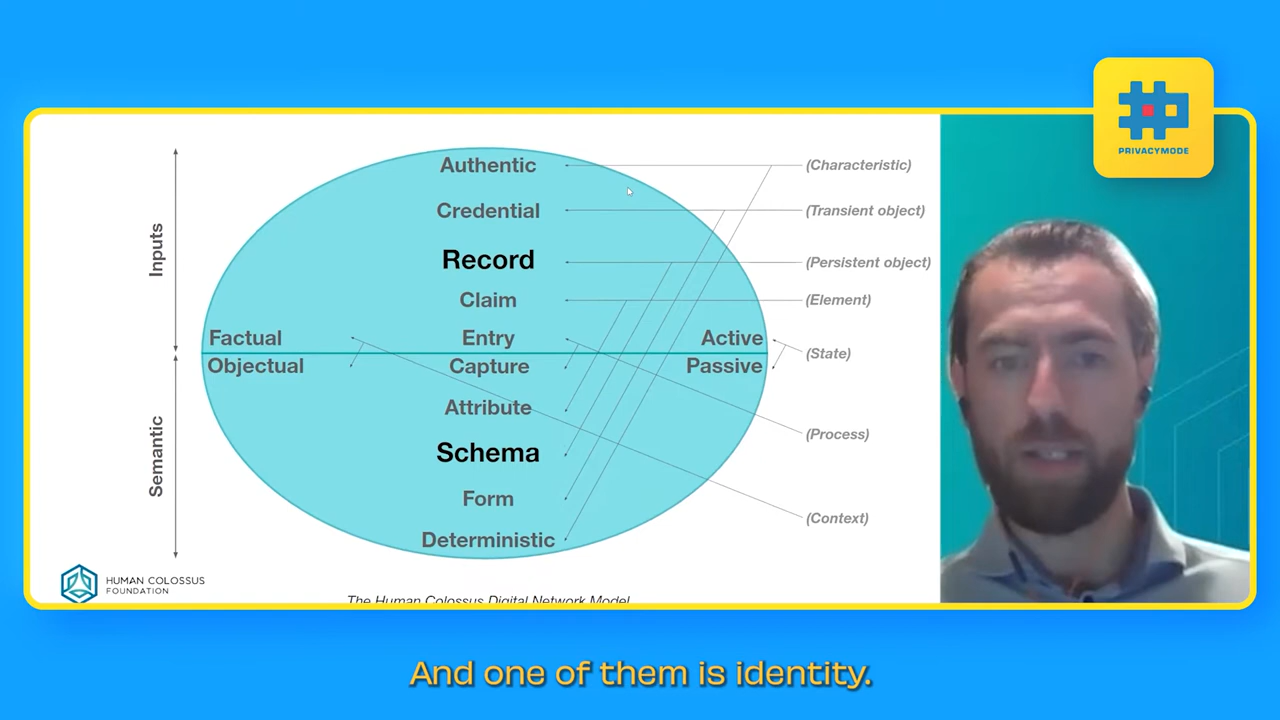 PRIVACYMODE
Authentic
(Characteristic)
Credential
(Transient object)
Inputs
Record
(Persistent object)
Claim
(Element)
Factual
Entry
Active
(State)
Objectual
Capture
Passive
Attribute
(Process)
Semantic
Schema
Form
(Context)
Deterministic
HUMAN COLOSSUS
FOUNDATION
The Human Colossus Digital Network Model
And one of them is identity.